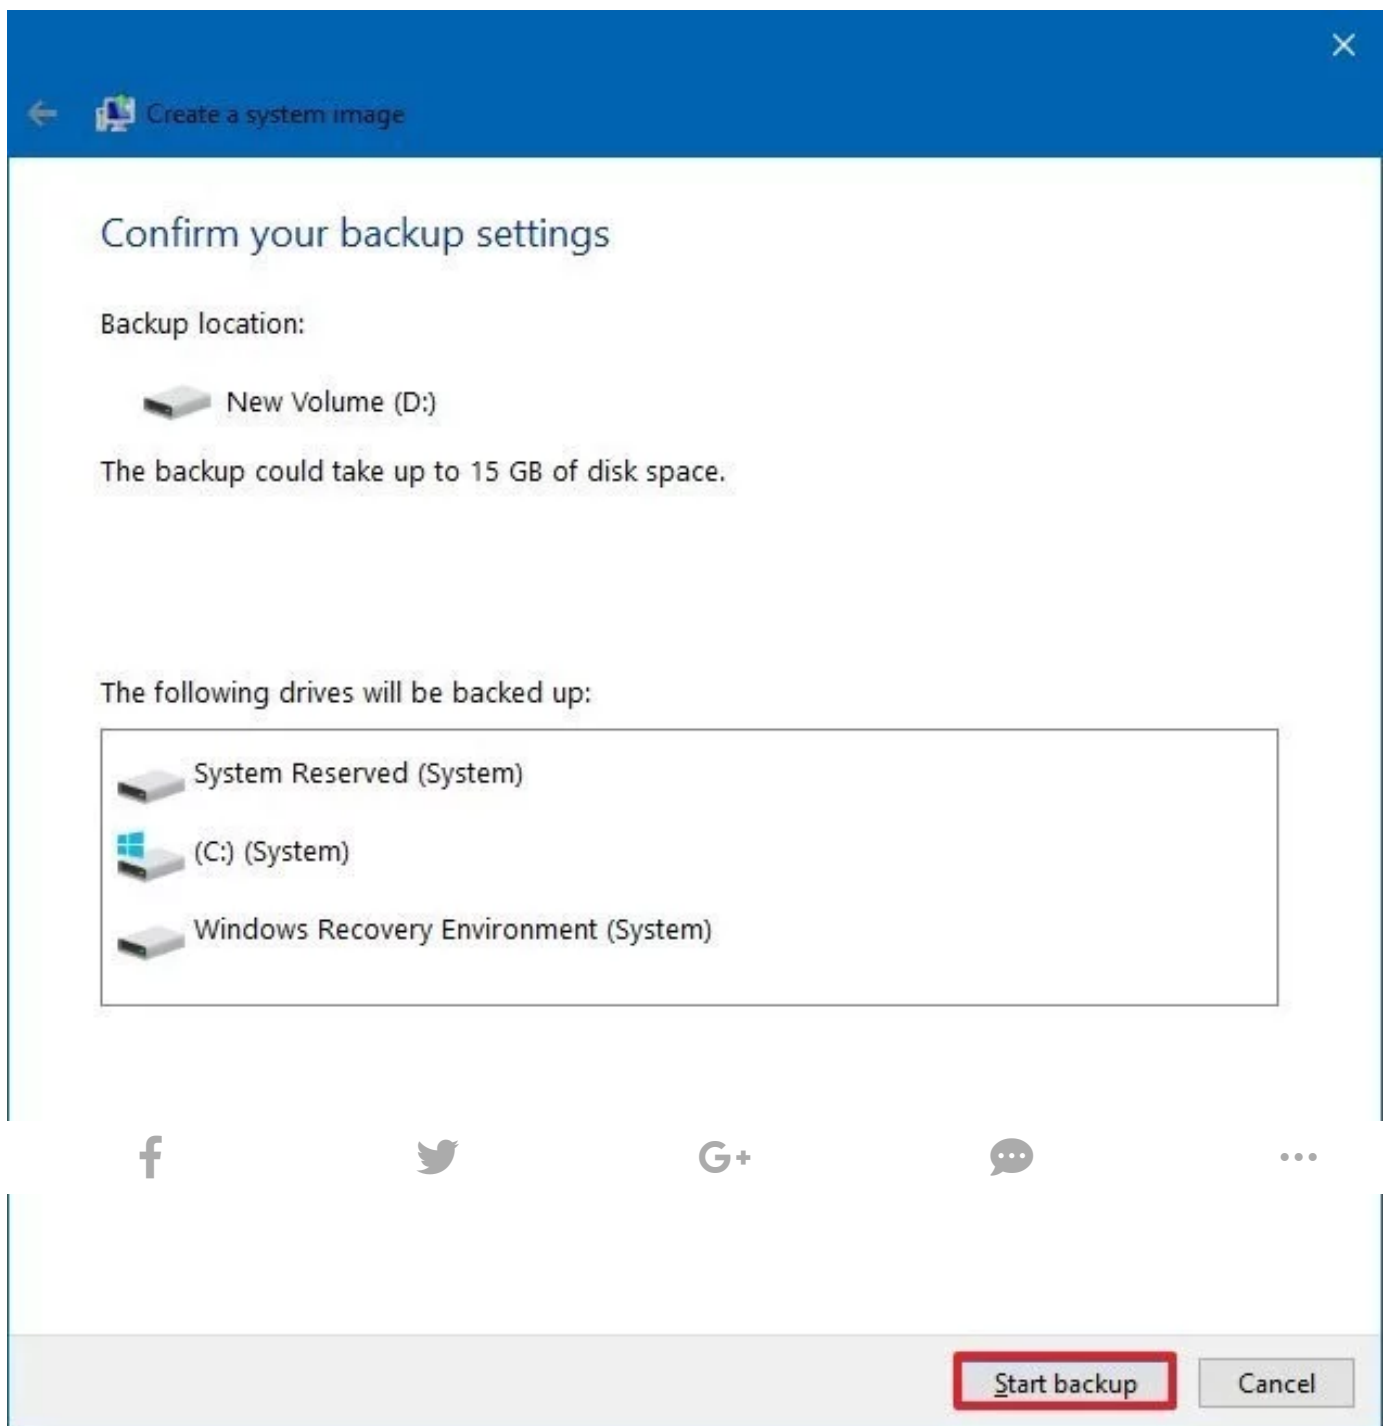 Create a system image
Confirm your backup settings
Backup location:
New Volume (D:)
The backup could take up to 15 GB of disk space.
The following drives will be backed up:
System Reserved (System)
(C:) (System)
Windows Recovery Environment (System)
G+
Start backup
Cancel